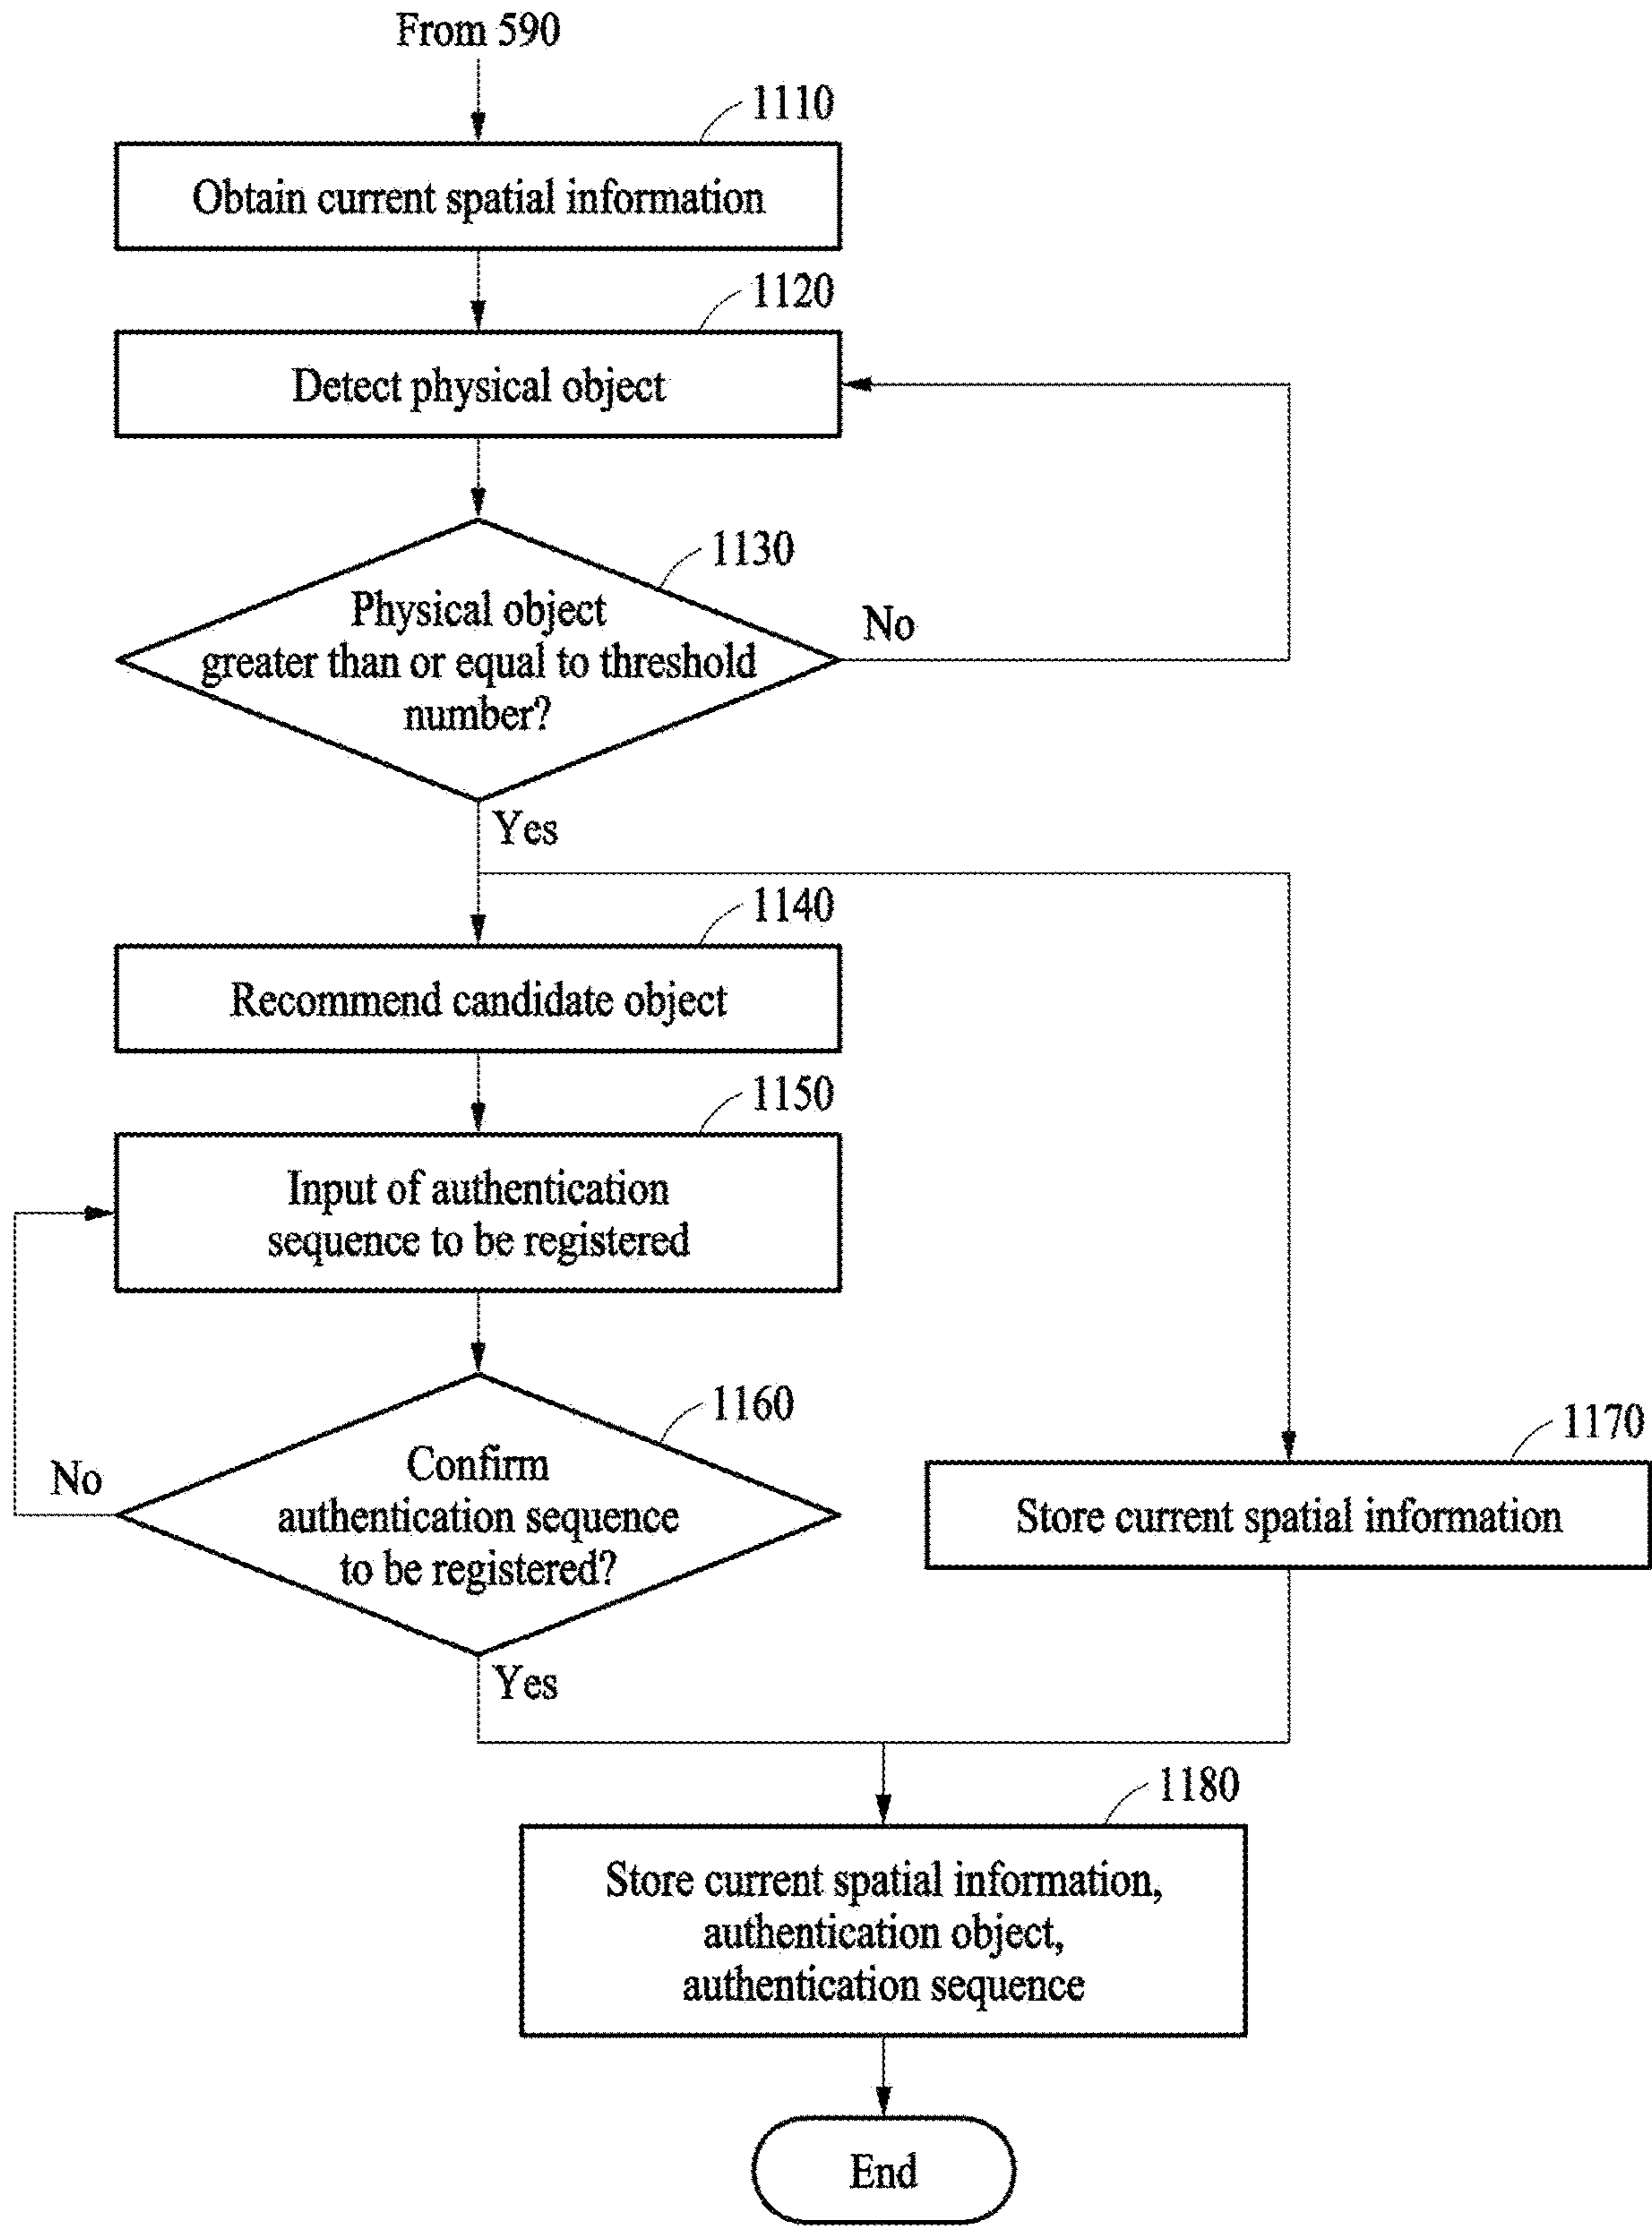 From 590
1110
Obtain current spatial information
1120
Detect physical object
1130
Physical object
greater than or equal to threshold
number?
No
Yes
1140
Recommend candidate object
1150
Input of authentication
sequence to be registered
1160
Confirm
authentication sequence
to be registered?
No
Yes
1170
Store current spatial information
1180
Store current spatial information,
authentication object,
authentication sequence
End